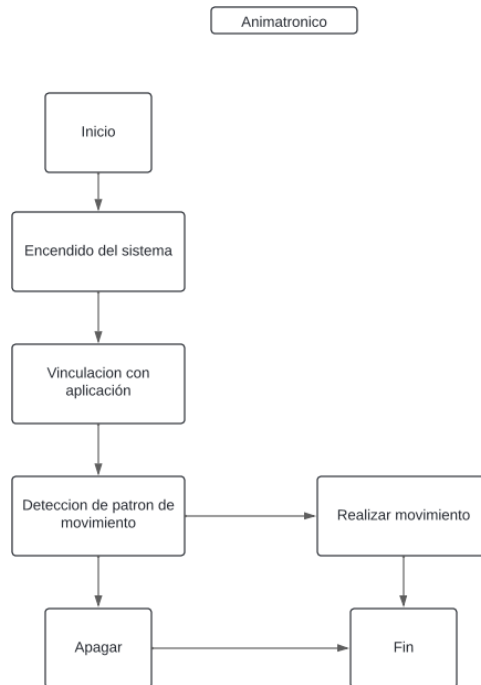 Animatronico
Inicio
Encendido del sistema
Vinculacion con
aplicación
Deteccion de patron de
movimiento
Realizar movimiento
Apagar
Fin